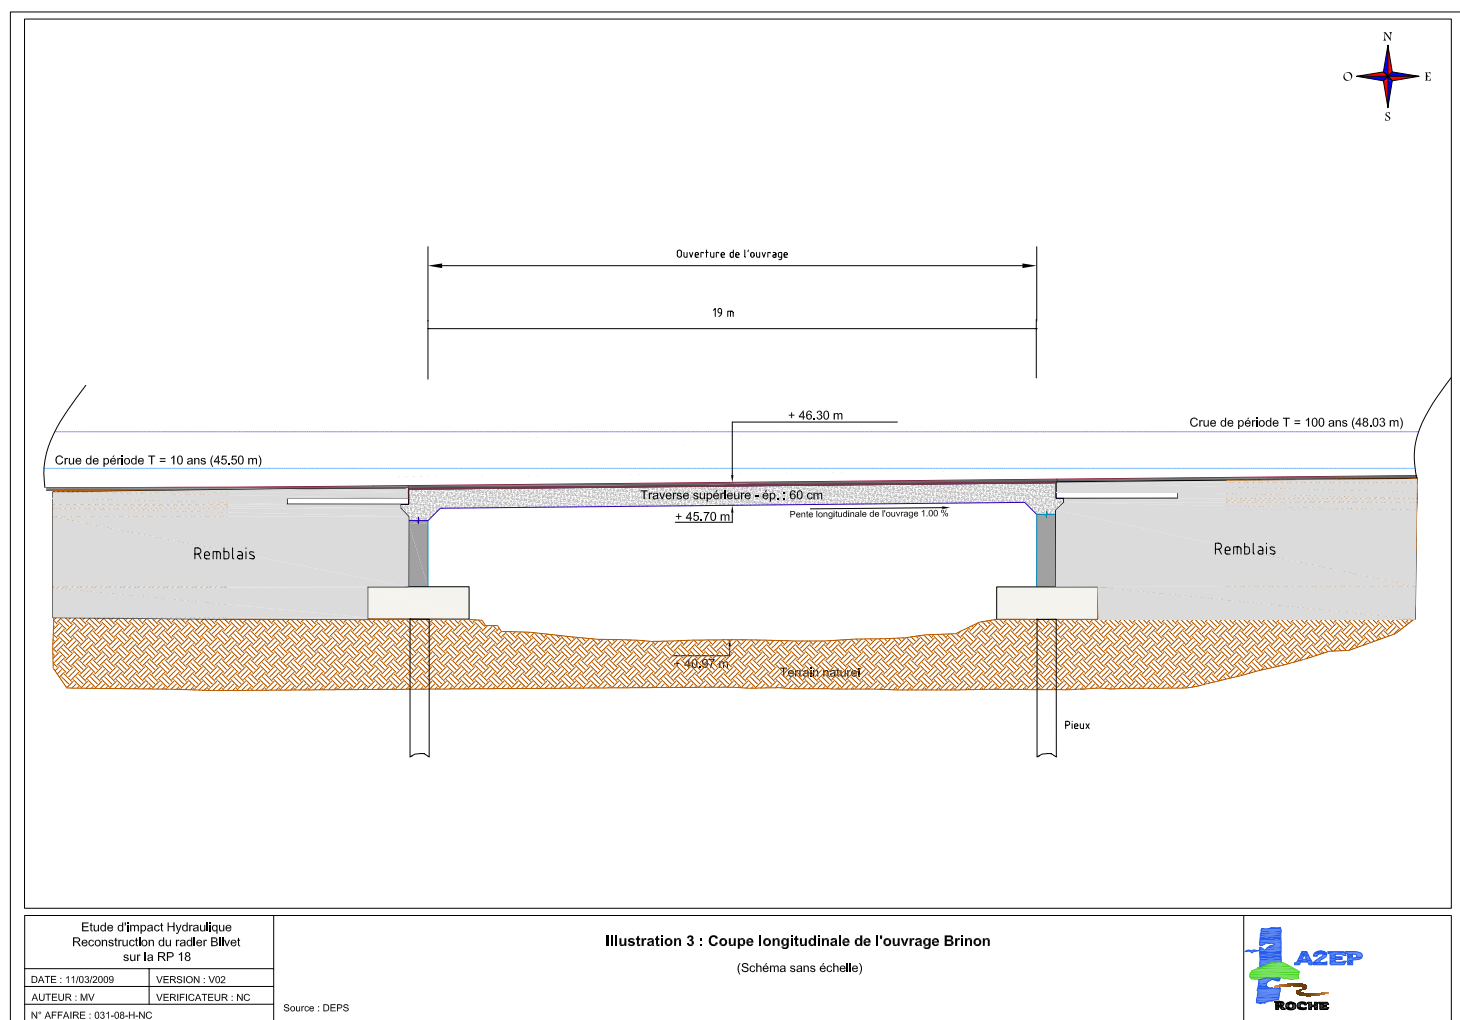 N
O
E
S
Ouverture de l'ouvrage
19 m
+ 46.30 m
Crue de période T = 100 ans (48.03 m)
Crue de période T = 10 ans (45.50 m)
Traverse supérieure - ép. : 60 cm
+ 45.70 m
Pente longitudinale de l'ouvrage 1.00 %
Remblais
Remblais
+ 40.97 m
Terrain naturel
Pieux
Etude d'impact Hydraulique
Reconstruction du radier Bilvet
sur la RP 18
DATE : 11/03/2009
VERSION : V02
AUTEUR : MV
VERIFICATEUR : NC
N° AFFAIRE : 031-08-H-NC
Source : DEPS
Illustration 3 : Coupe longitudinale de l'ouvrage Brinon
(Schéma sans échelle)
A2EP
ROCHE